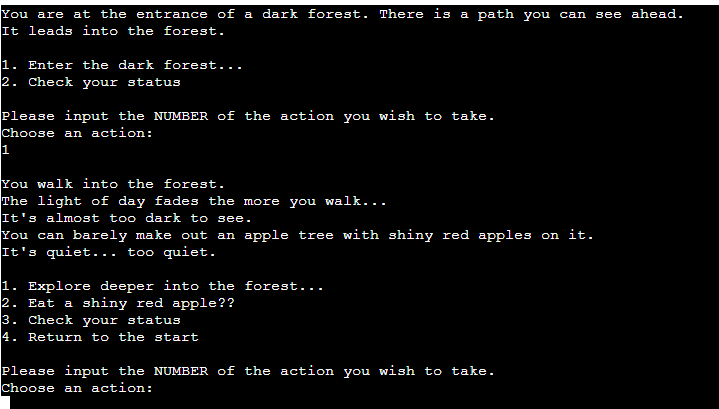 You are at the entrance of a dark forest. There is a path you can see ahead.
It leads into the forest.
1. Enter the dark forest...
2. Check your status
Please input the NUMBER of the action you wish to take.
Choose an action:
1
You walk into the forest.
The light of day fades the more you walk...
It's almost too dark to see.
You can barely make out an apple tree with shiny red apples on it.
It's quiet... too quiet.
1. Explore deeper into the forest...
2. Eat a shiny red apple??
3. Check your status
4. Return to the start
Please input the NUMBER of the action you wish to take.
Choose an action: